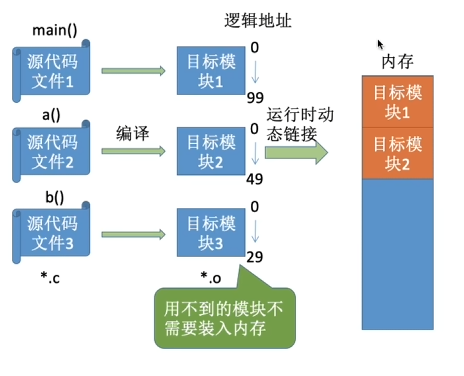 main()
逻辑地址
源代码
文件1
目标模
块1
0
99
内存
目标模
块1
a()
源代码
文件2
编译
目标模
块2
0
49
运行时动
态链接
目标模
块2
b()
源代码
文件3
目标模
块3
0
29
*.c
*.o
用不到的模块不
需要装入内存